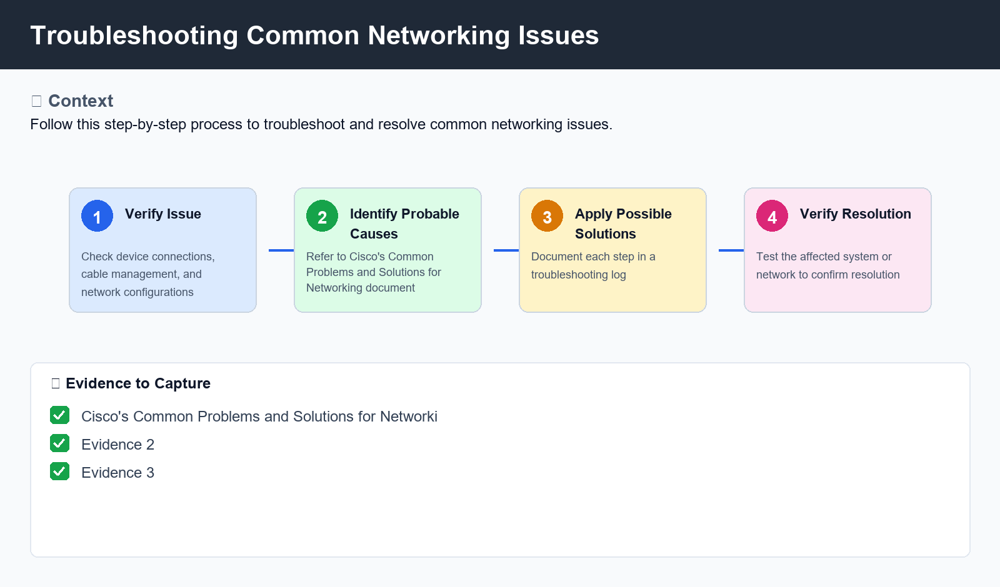 Troubleshooting Common Networking Issues
Context
Follow this step-by-step process to troubleshoot and resolve common networking issues.
1
Verify Issue
Check device connections,
cable management, and
network configurations
2
Identify Probable
Causes
Refer to Cisco's Common
Problems and Solutions for
Networking document
3
Apply Possible
Solutions
Document each step in a
troubleshooting log
4
Verify Resolution
Test the affected system or
network to confirm resolution
Evidence to Capture
Cisco's Common Problems and Solutions for Networki
Evidence 2
Evidence 3